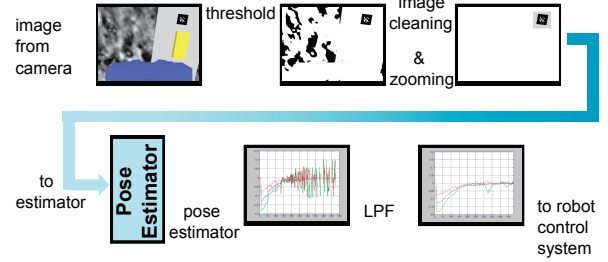 image
from
camera
threshold
image
cleaning
&
zooming
to
estimator
Pose
Estimator
pose
estimator
LPF
to robot
control
system